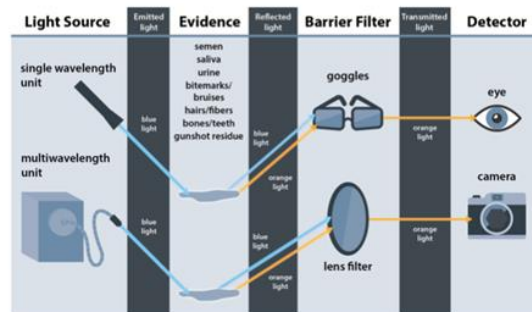 Light Source
Emitted
light
Evidence
Reflected
light
Barrier Filter
Transmitted
light
Detector
single wavelength
unit
semen
saliva
urine
bitemarks/
bruises
hairs/fibers
bones/teeth
gunshot residue
goggles
eye
blue
light
blue
light
orange
light
orange
light
multiwavelength
unit
camera
blue
light
blue
light
orange
light
lens filter
orange
light